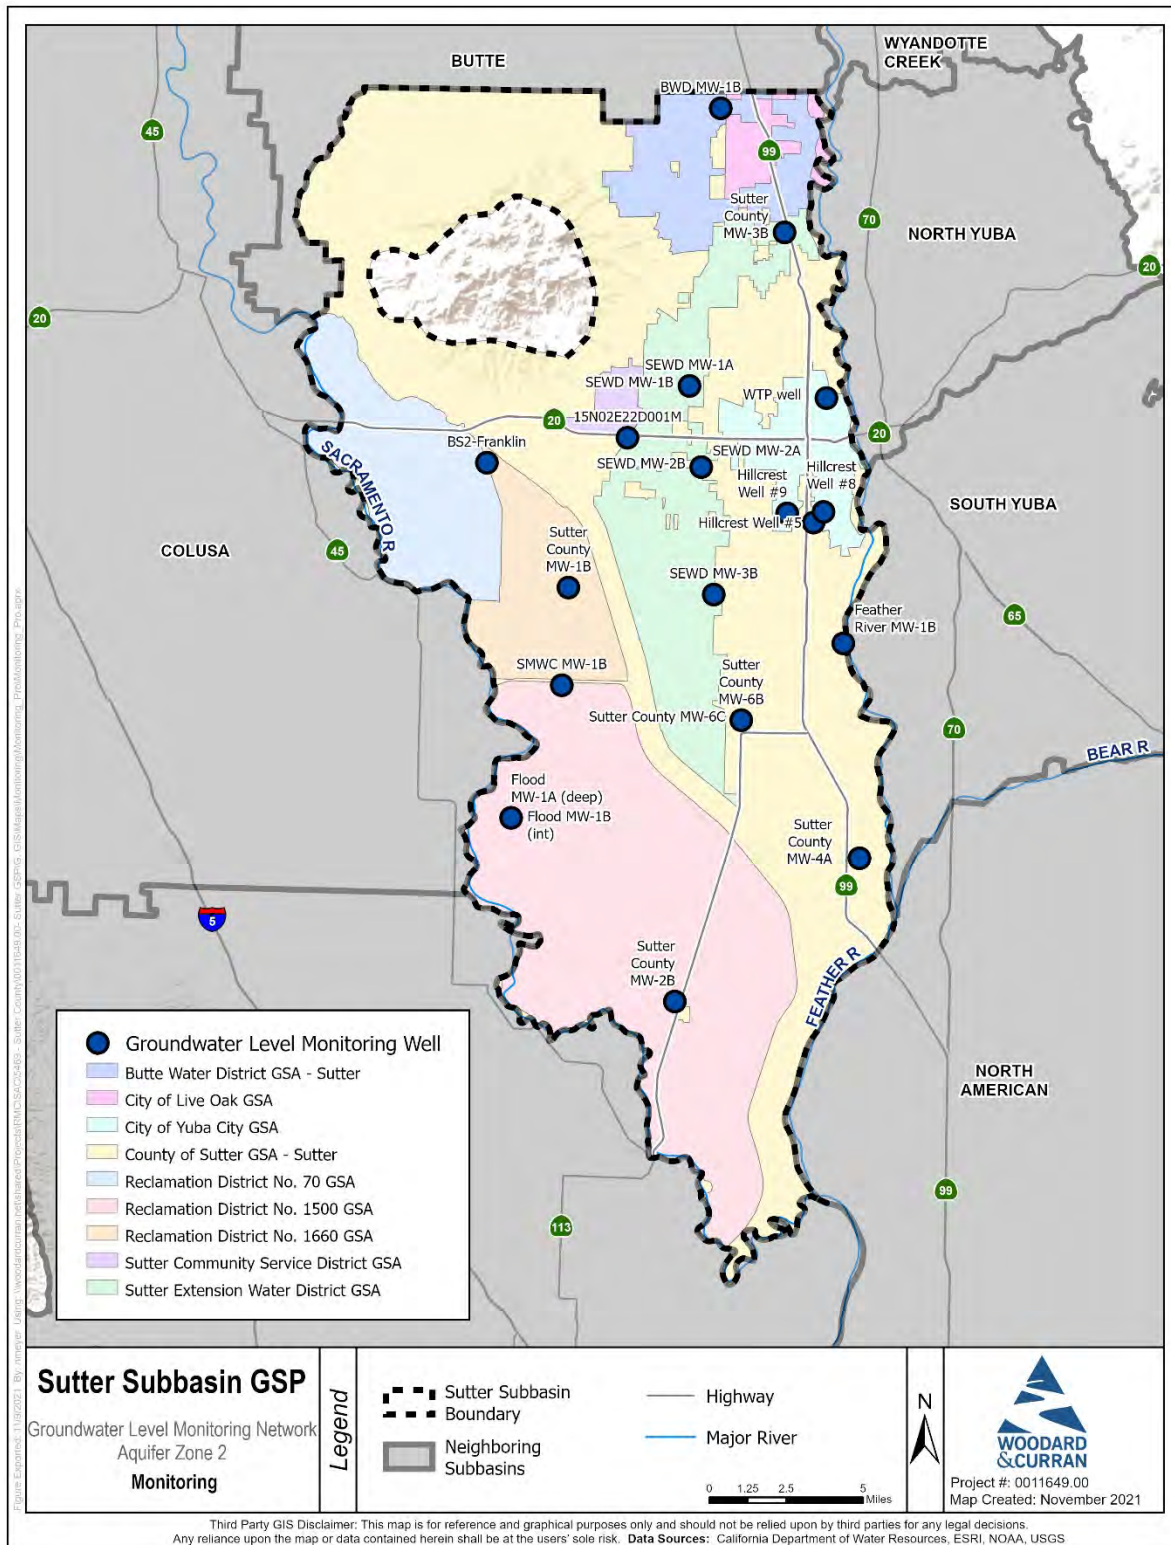 BUTTE
WYANDOTTE
CREEK
BWD MW-1B
45
99
70
Sutter
County
MW-3B
NORTH YUBA
20
20
SEWD MW-1A
SEWD MW-1B
WTP well
15N02E22D001M
20
20
BS2-Franklin
SEWD MW-2A
SEWD MW-2B
Hillcrest
Well #8
Hillcrest
Well #9
Hillcrest Well #5
SACRAMENTO R
SOUTH YUBA
COLUSA
45
Sutter
County
MW-1B
SEWD MW-3B
65
Feather
River MW-1B
SMWC MW-1B
Sutter
County
MW-6B
Sutter County MW-6C
70
BEAR R
Flood
MW-1A (deep)
Flood MW-1B
(int)
Sutter
County
MW-4A
99
5
Sutter
County
MW-2B
FEATHER R
NORTH
AMERICAN
99
113
Groundwater Level Monitoring Well
Butte Water District GSA - Sutter
City of Live Oak GSA
City of Yuba City GSA
County of Sutter GSA - Sutter
Reclamation District No. 70 GSA
Reclamation District No. 1500 GSA
Reclamation District No. 1660 GSA
Sutter Community Service District GSA
Sutter Extension Water District GSA
Sutter Subbasin GSP
Groundwater Level Monitoring Network
Aquifer Zone 2
Monitoring
Legend
Sutter Subbasin
Boundary
Neighboring
Subbasins
Highway
Major River
0 1.25 2.5 5
Miles
N
WOODARD
&CURRAN
Project #: 0011649.00
Map Created: November 2021
Third Party GIS Disclaimer: This map is for reference and graphical purposes only and should not be relied upon by third parties for any legal decisions.
Any reliance upon the map or data contained herein shall be at the users' sole risk. Data Sources: California Department of Water Resources, ESRI, NOAA, USGS
Figure Exported: 11/9/2021 By: